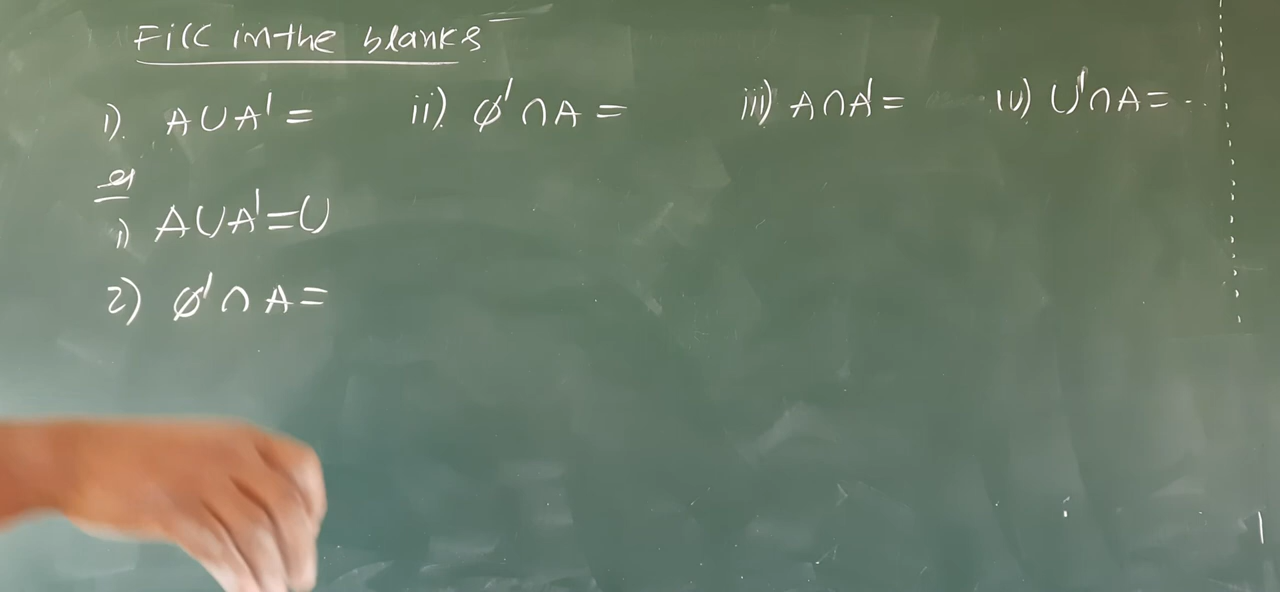 Fill in the blanks
i) A∪A' = ii) ∅'∩A = iii) A∩A' = iv) U'∩A= --
i) A∪A'=U
2) ∅'∩A=